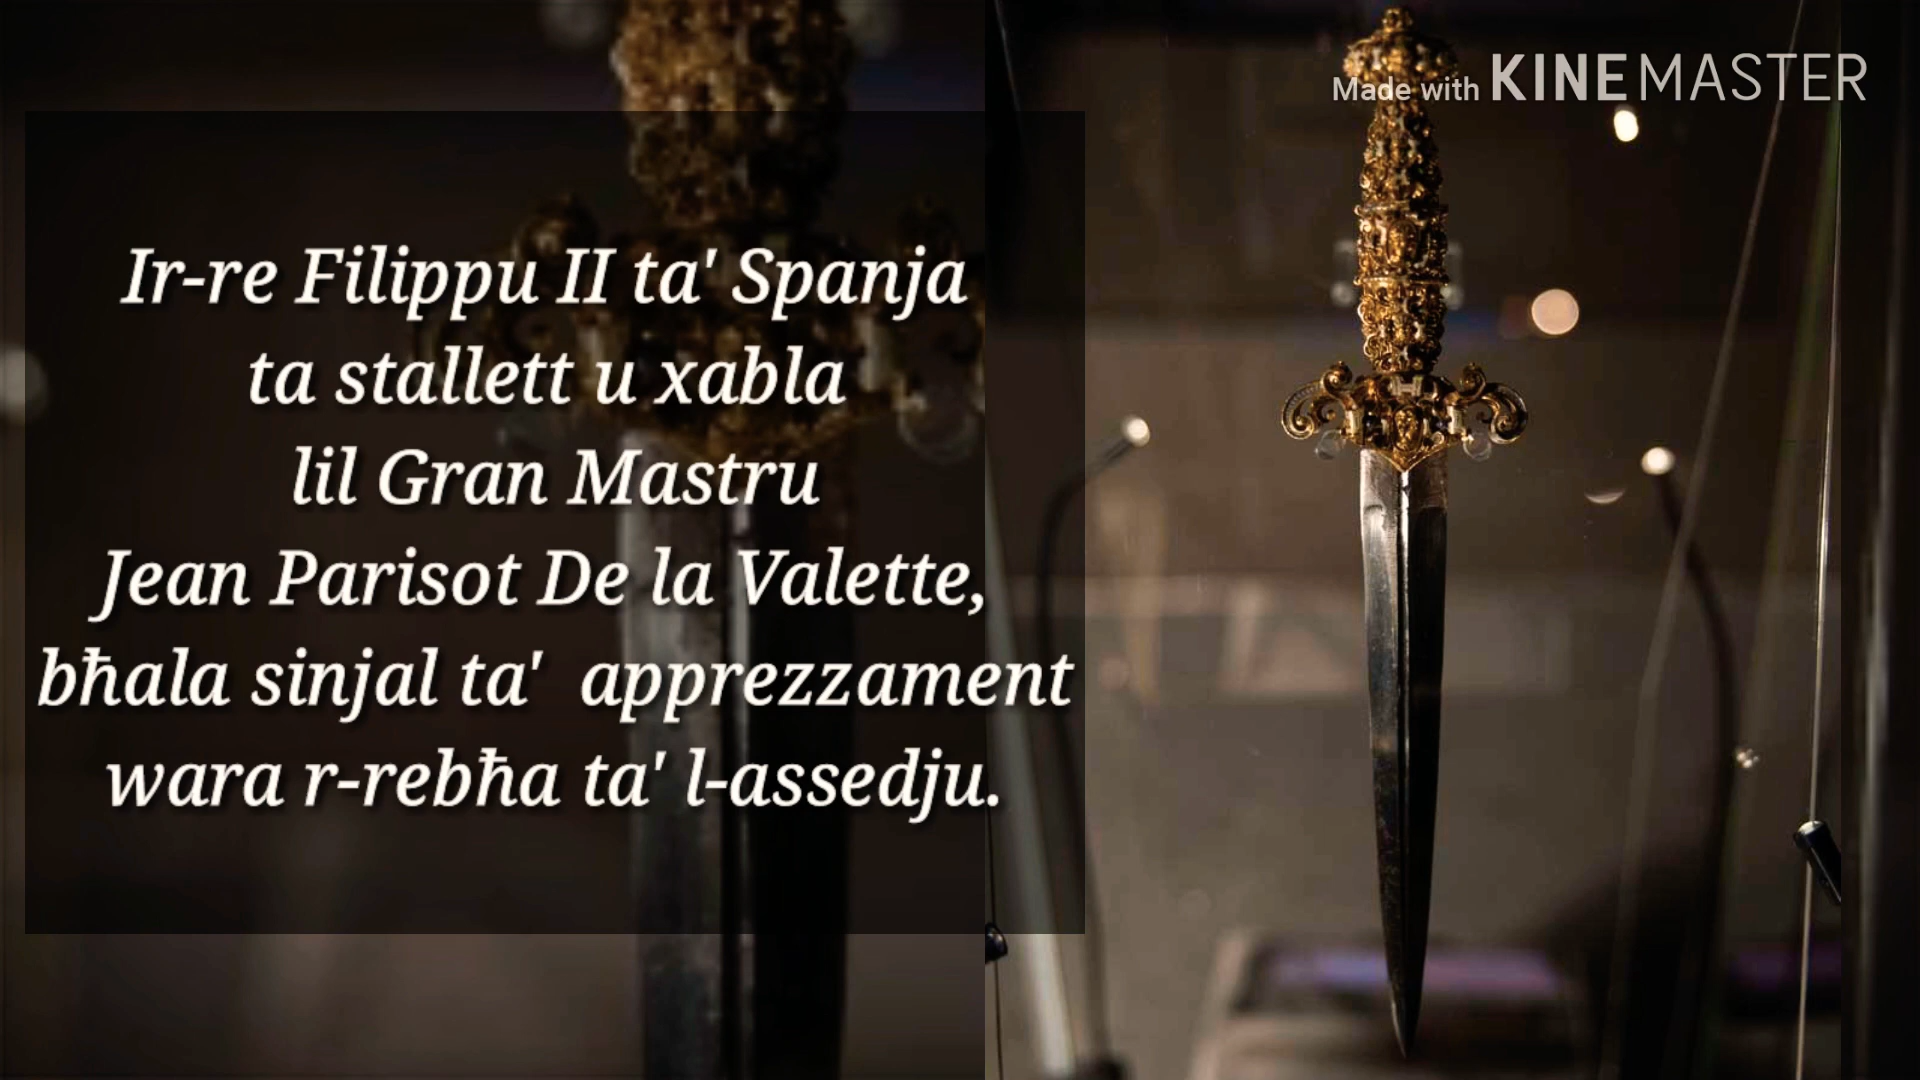 Made with KINEMASTER
Ir-re Filippu II ta' Spanja
ta stallett u xabla
lil Gran Mastru
Jean Parisot De la Valette,
bħala sinjal ta' apprezzament
wara r-rebħa ta' l-assedju.